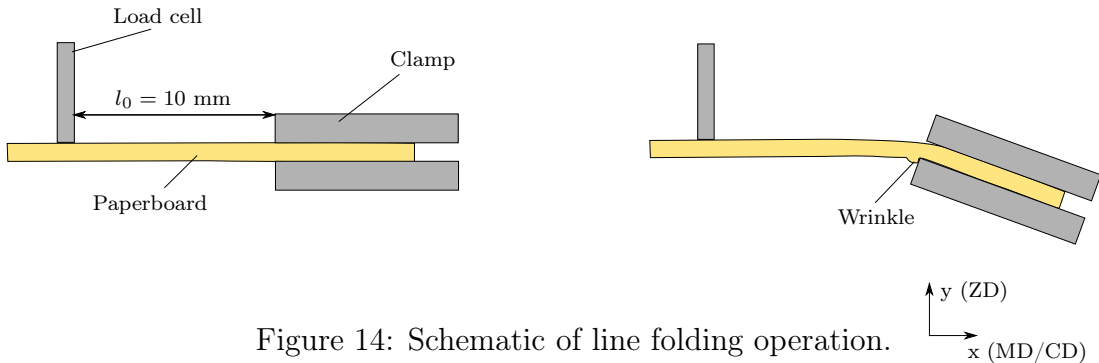 Load cell
Clamp
l₀ = 10 mm
Paperboard
Wrinkle
y (ZD)
x (MD/CD)
Figure 14: Schematic of line folding operation.